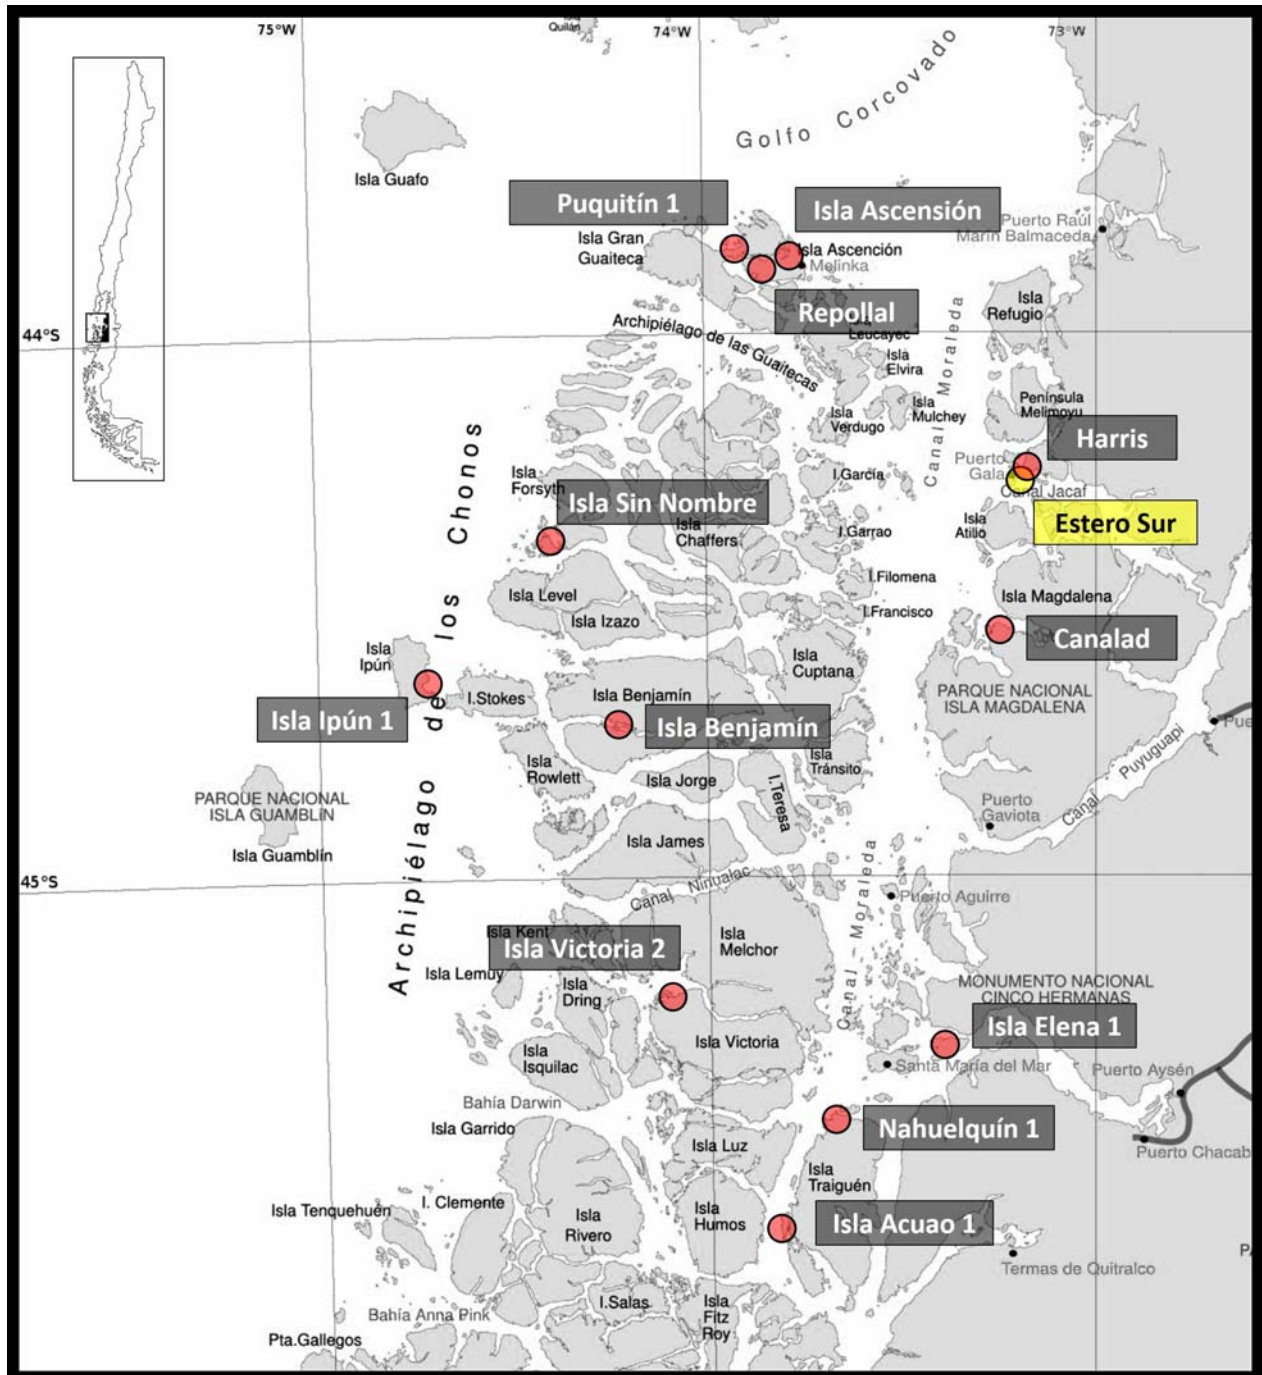 75°W
74°W
73°W
Quilán
Golfo Corcovado
Isla Guafo
Puquitín 1
Isla Ascensión
Puerto Raúl
Marín Balmaceda
Isla Gran
Guaiteca
Isla Ascención
Melinka
Repollal
Isla
Refugio
44°S
Archipiélago de las Guaitecas
Leucayec
Isla
Elvira
Canal Moraleda
Península
Melimoyu
Isla
Verdugo
Isla
Mulchey
Harris
Puerto
Gala
Canal Jacaf
Isla
Forsyth
I.García
Isla Sin Nombre
Estero Sur
Isla
Chaffers
I.Garrao
Isla
Atilio
Archipiélago de los Chonos
Isla Level
I.Filomena
Isla Magdalena
Isla Izazo
I.Francisco
Canalad
Isla
Ipún
Isla
Cuptana
I.Stokes
Isla Benjamín
PARQUE NACIONAL
ISLA MAGDALENA
Isla Ipún 1
Isla Benjamín
Pue
Isla
Rowlett
Isla Jorge
Isla
Tránsito
I.Teresa
Canal Puyuguapi
PARQUE NACIONAL
ISLA GUAMBLÍN
Isla Guamblín
Puerto
Gaviota
Isla James
45°S
Canal Ninualac
Canal Moraleda
Puerto Aguirre
Isla Kent
Isla
Melchor
Isla Victoria 2
Isla Lemuy
Isla
Dring
MONUMENTO NACIONAL
CINCO HERMANAS
Isla Elena 1
Isla Victoria
Isla
Isquilac
Santa María del Mar
Puerto Aysén
Bahía Darwin
Isla Garrido
Nahuelquín 1
Isla Luz
Puerto Chacab
Isla
Traiguén
I. Clemente
Isla Tenquehuén
Isla
Rivero
Isla
Humos
Isla Acuao 1
Termas de Quitralco
Bahía Anna Pink
I.Salas
Isla
Fitz
Roy
Pta.Gallegos